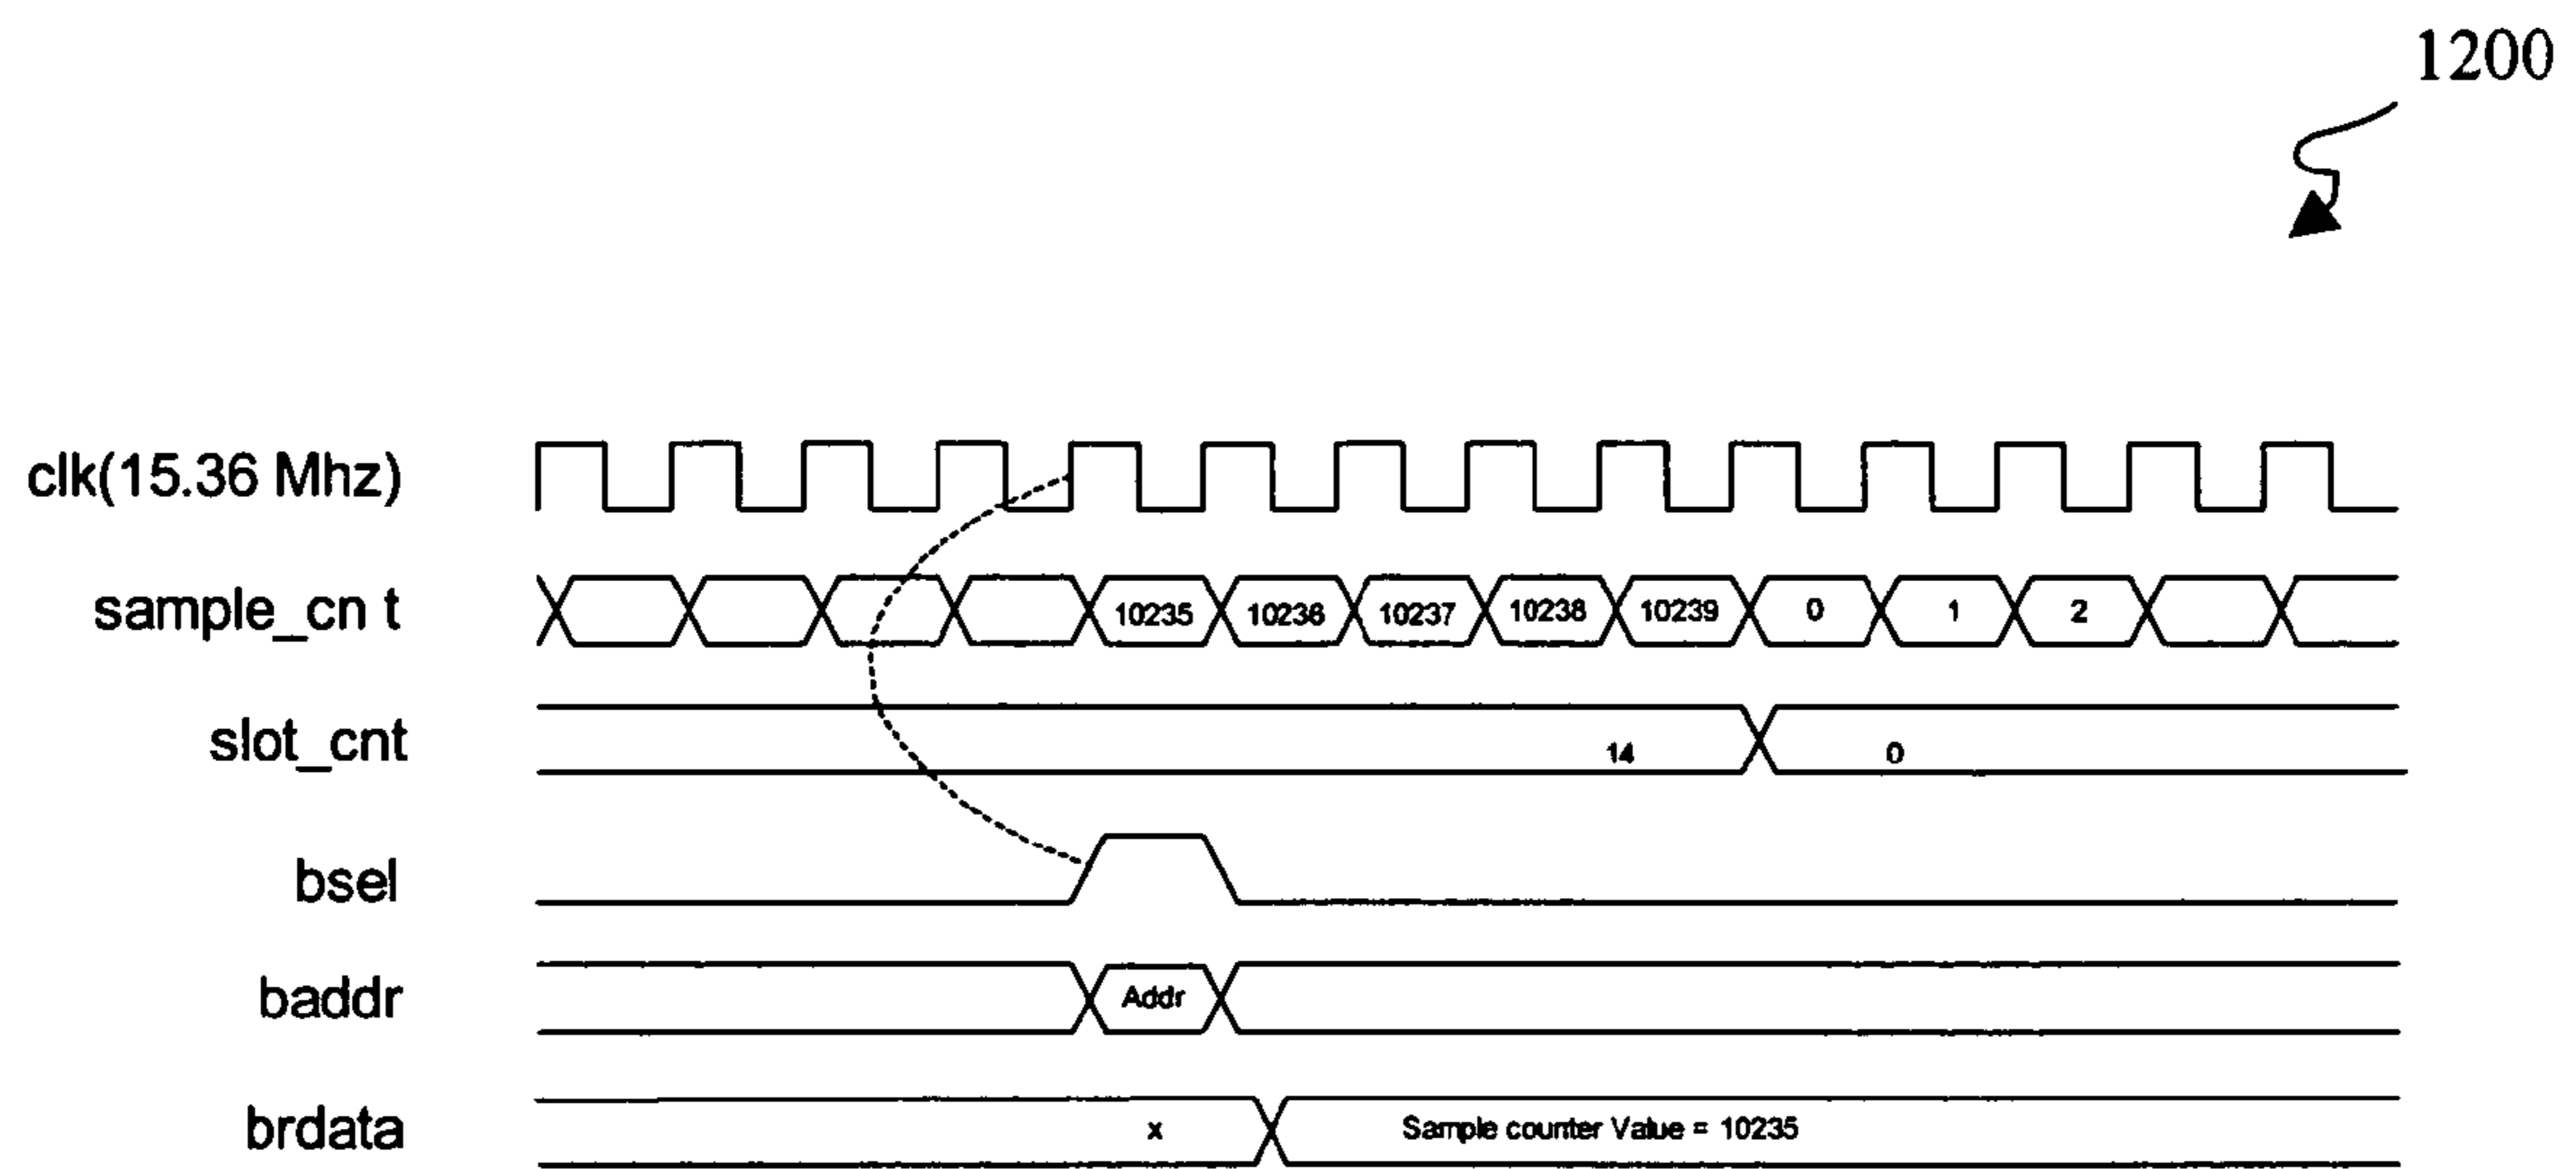 1200
clk(15.36 Mhz)
sample_cn t 10235 10236 10237 10238 10239 0 1 2
slot_cnt 14 0
bsel
baddr Addr
brdata x Sample counter Value = 10235